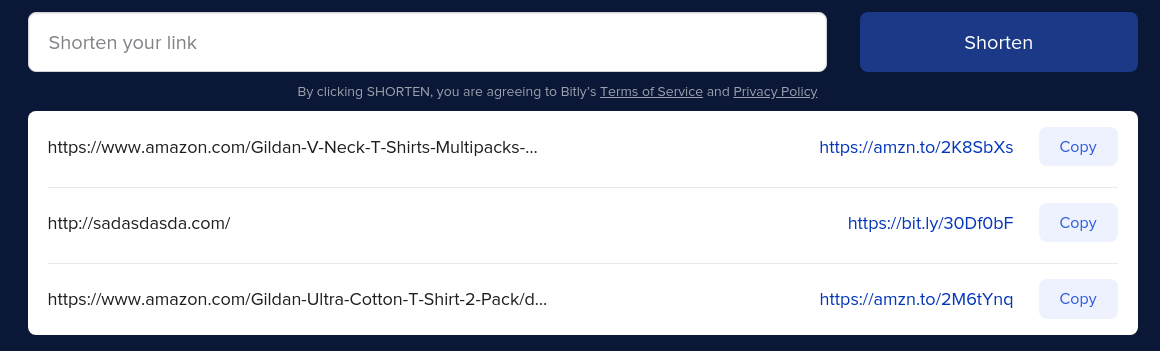 Shorten your link
Shorten
By clicking SHORTEN, you are agreeing to Bitly's Terms of Service and Privacy Policy
https://www.amazon.com/Gildan-V-Neck-T-Shirts-Multipacks-...
https://amzn.to/2K8SbXs
Copy
http://sadasdasda.com/
https://bit.ly/30Df0bF
Copy
https://www.amazon.com/Gildan-Ultra-Cotton-T-Shirt-2-Pack/d...
https://amzn.to/2M6tYnq
Copy